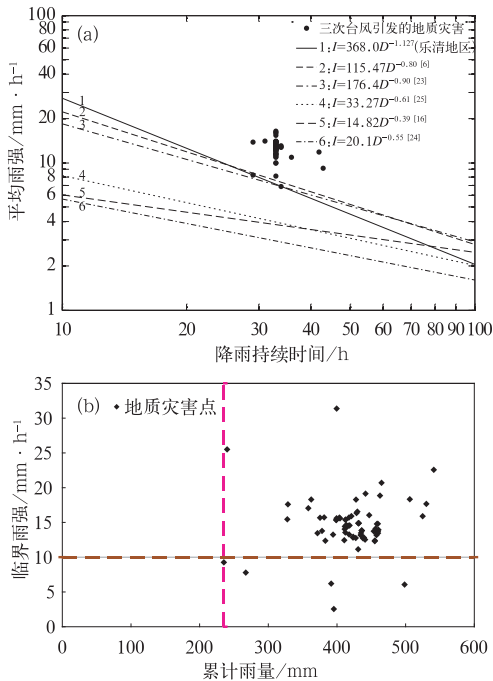 (a)
● 三次台风引发的地质灾害
1:I=368.0D^-1.127(乐清地区
2:I=115.47D^-0.80 [6]
3:I=176.4D^-0.90 [23]
4:I=33.27D^-0.61 [25]
5:I=14.82D^-0.39 [16]
6:I=20.1D^-0.55 [24]
平均雨强/mm·h⁻¹
100
80
60
40
20
10
8
6
4
2
1
1
2
3
4
5
6
10 20 30 40 50 60 70 80 90 100
降雨持续时间/h
(b)
◆ 地质灾害点
临界雨强/mm·h⁻¹
35
30
25
20
15
10
5
0
0 100 200 300 400 500 600
累计雨量/mm